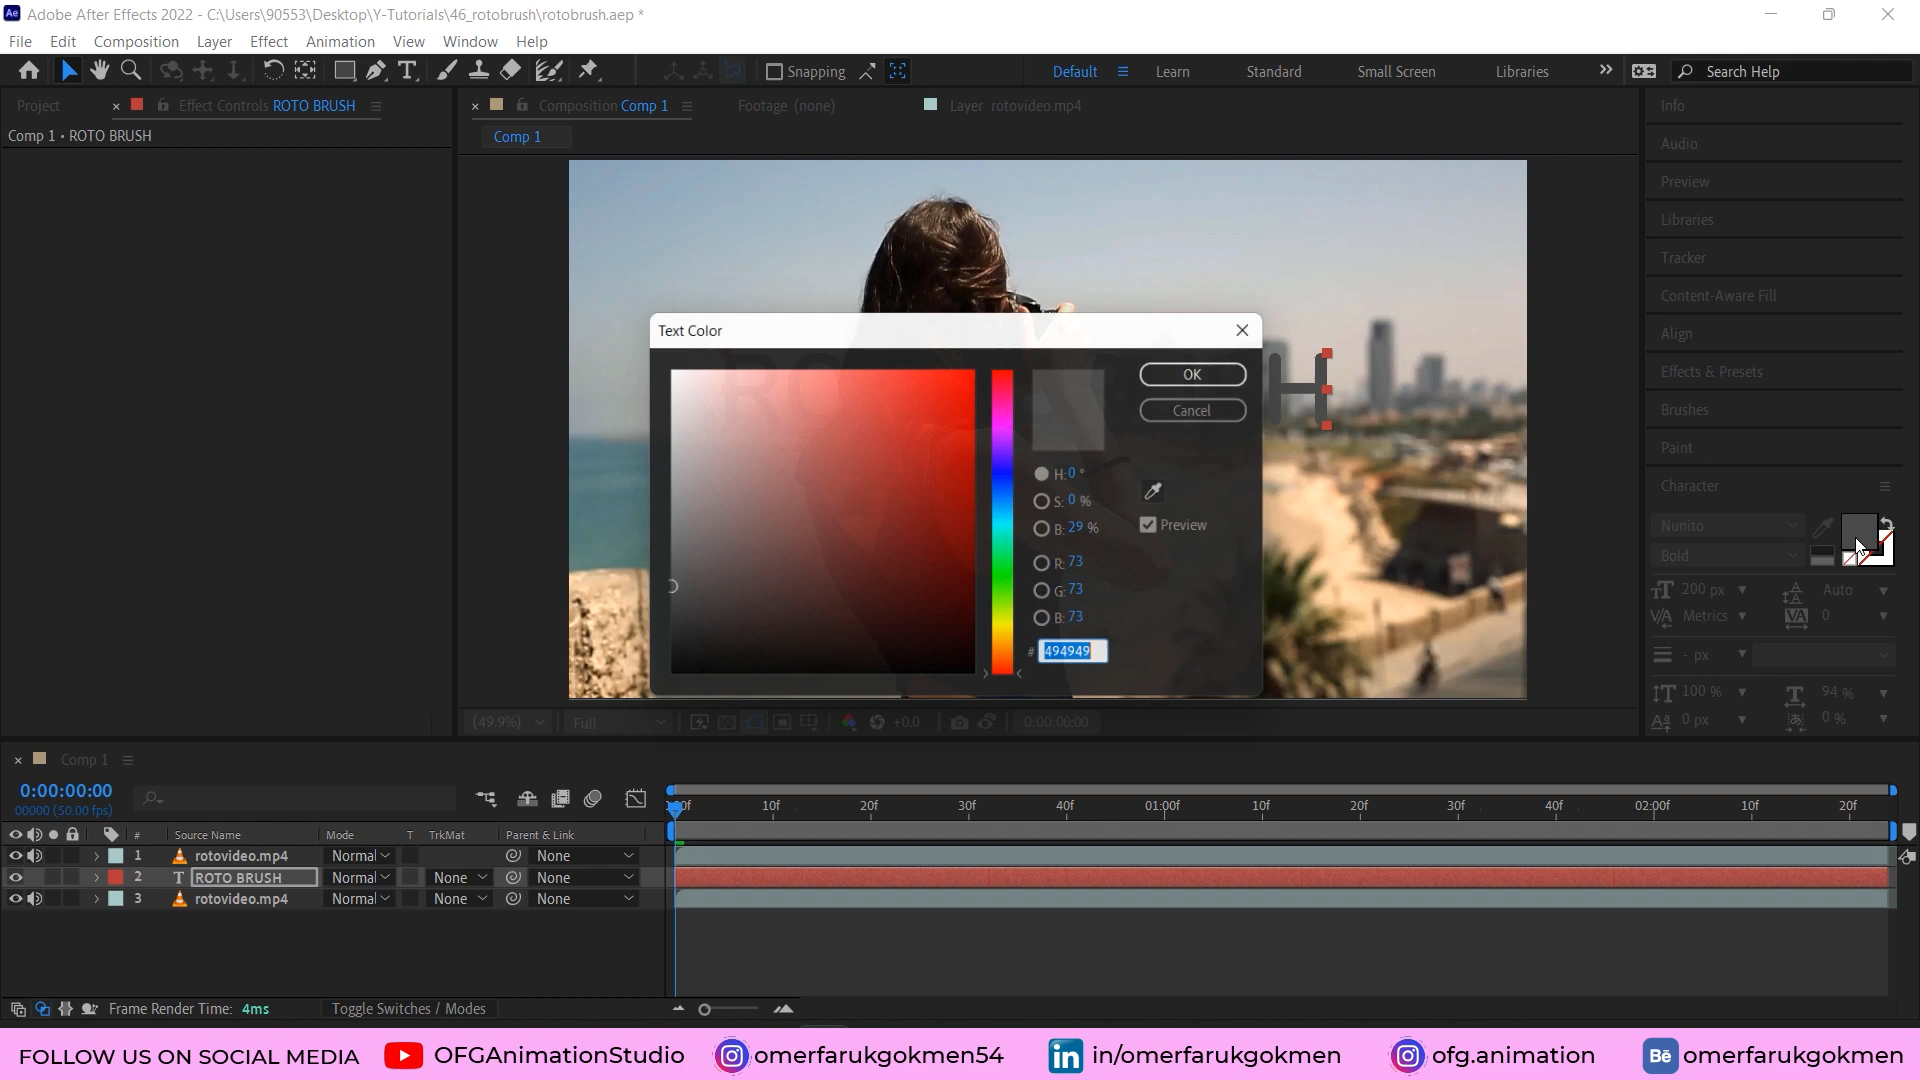 Adobe After Effects 2022 - C:\Users\90553\Desktop\Y-Tutorials\46_rotobrush\rotobrush.aep *
File Edit Composition Layer Effect Animation View Window Help
Snapping Default Learn Standard Small Screen Libraries Search Help
Project Effect Controls ROTO BRUSH
Composition Comp 1 Footage (none) Layer rotovideo.mp4
Comp 1 • ROTO BRUSH
Comp 1
Info
Audio
Preview
Libraries
Tracker
Content-Aware Fill
Align
Effects & Presets
Brushes
Paint
Character
Nunito
Bold
200 px Auto
Metrics 0
- px
100 % 94 %
0 px 0 %
Text Color
OK
Cancel
H: 0 °
S: 0 %
B: 29 %
Preview
R: 73
G: 73
B: 73
# 494949
H
(49.9%) Full +0.0 0:00:00:00
Comp 1
0:00:00:00
00000 (50.00 fps)
10f 20f 30f 40f 01:00f 10f 20f 30f 40f 02:00f 10f 20f
# Source Name Mode T TrkMat Parent & Link
1 rotovideo.mp4 Normal None
2 T ROTO BRUSH Normal None None
3 rotovideo.mp4 Normal None None
Frame Render Time: 4ms Toggle Switches / Modes
FOLLOW US ON SOCIAL MEDIA OFGAnimationStudio omerfarukgokmen54 in in/omerfarukgokmen ofg.animation Bē omerfarukgokmen